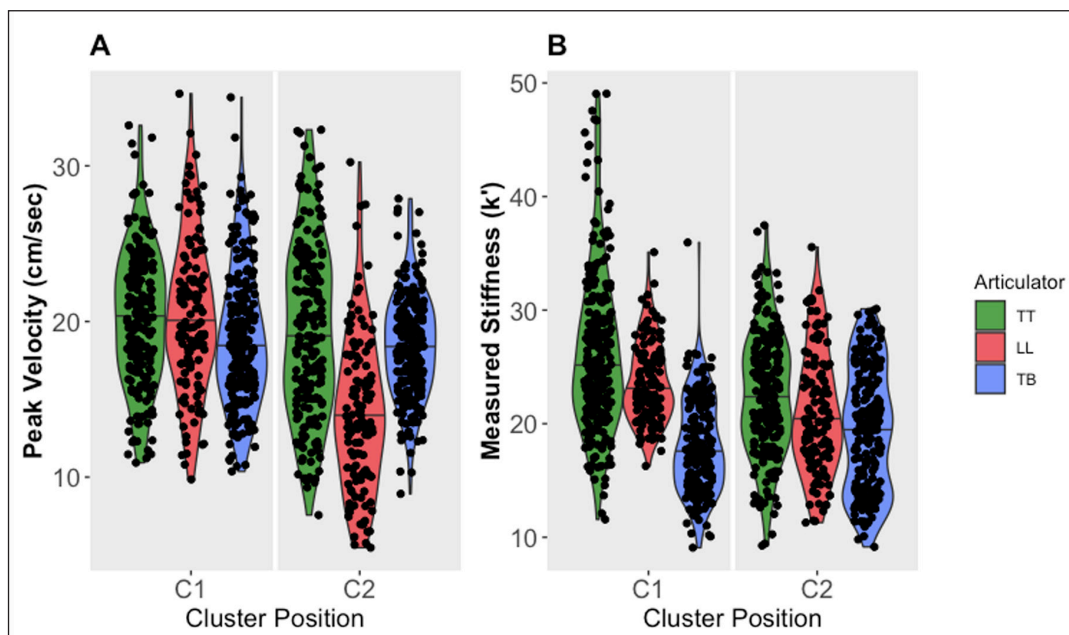 A
Peak Velocity (cm/sec)
30
20
10
C1
C2
Cluster Position
B
Measured Stiffness (k')
50
40
30
20
10
C1
C2
Cluster Position
Articulator
TT
LL
TB